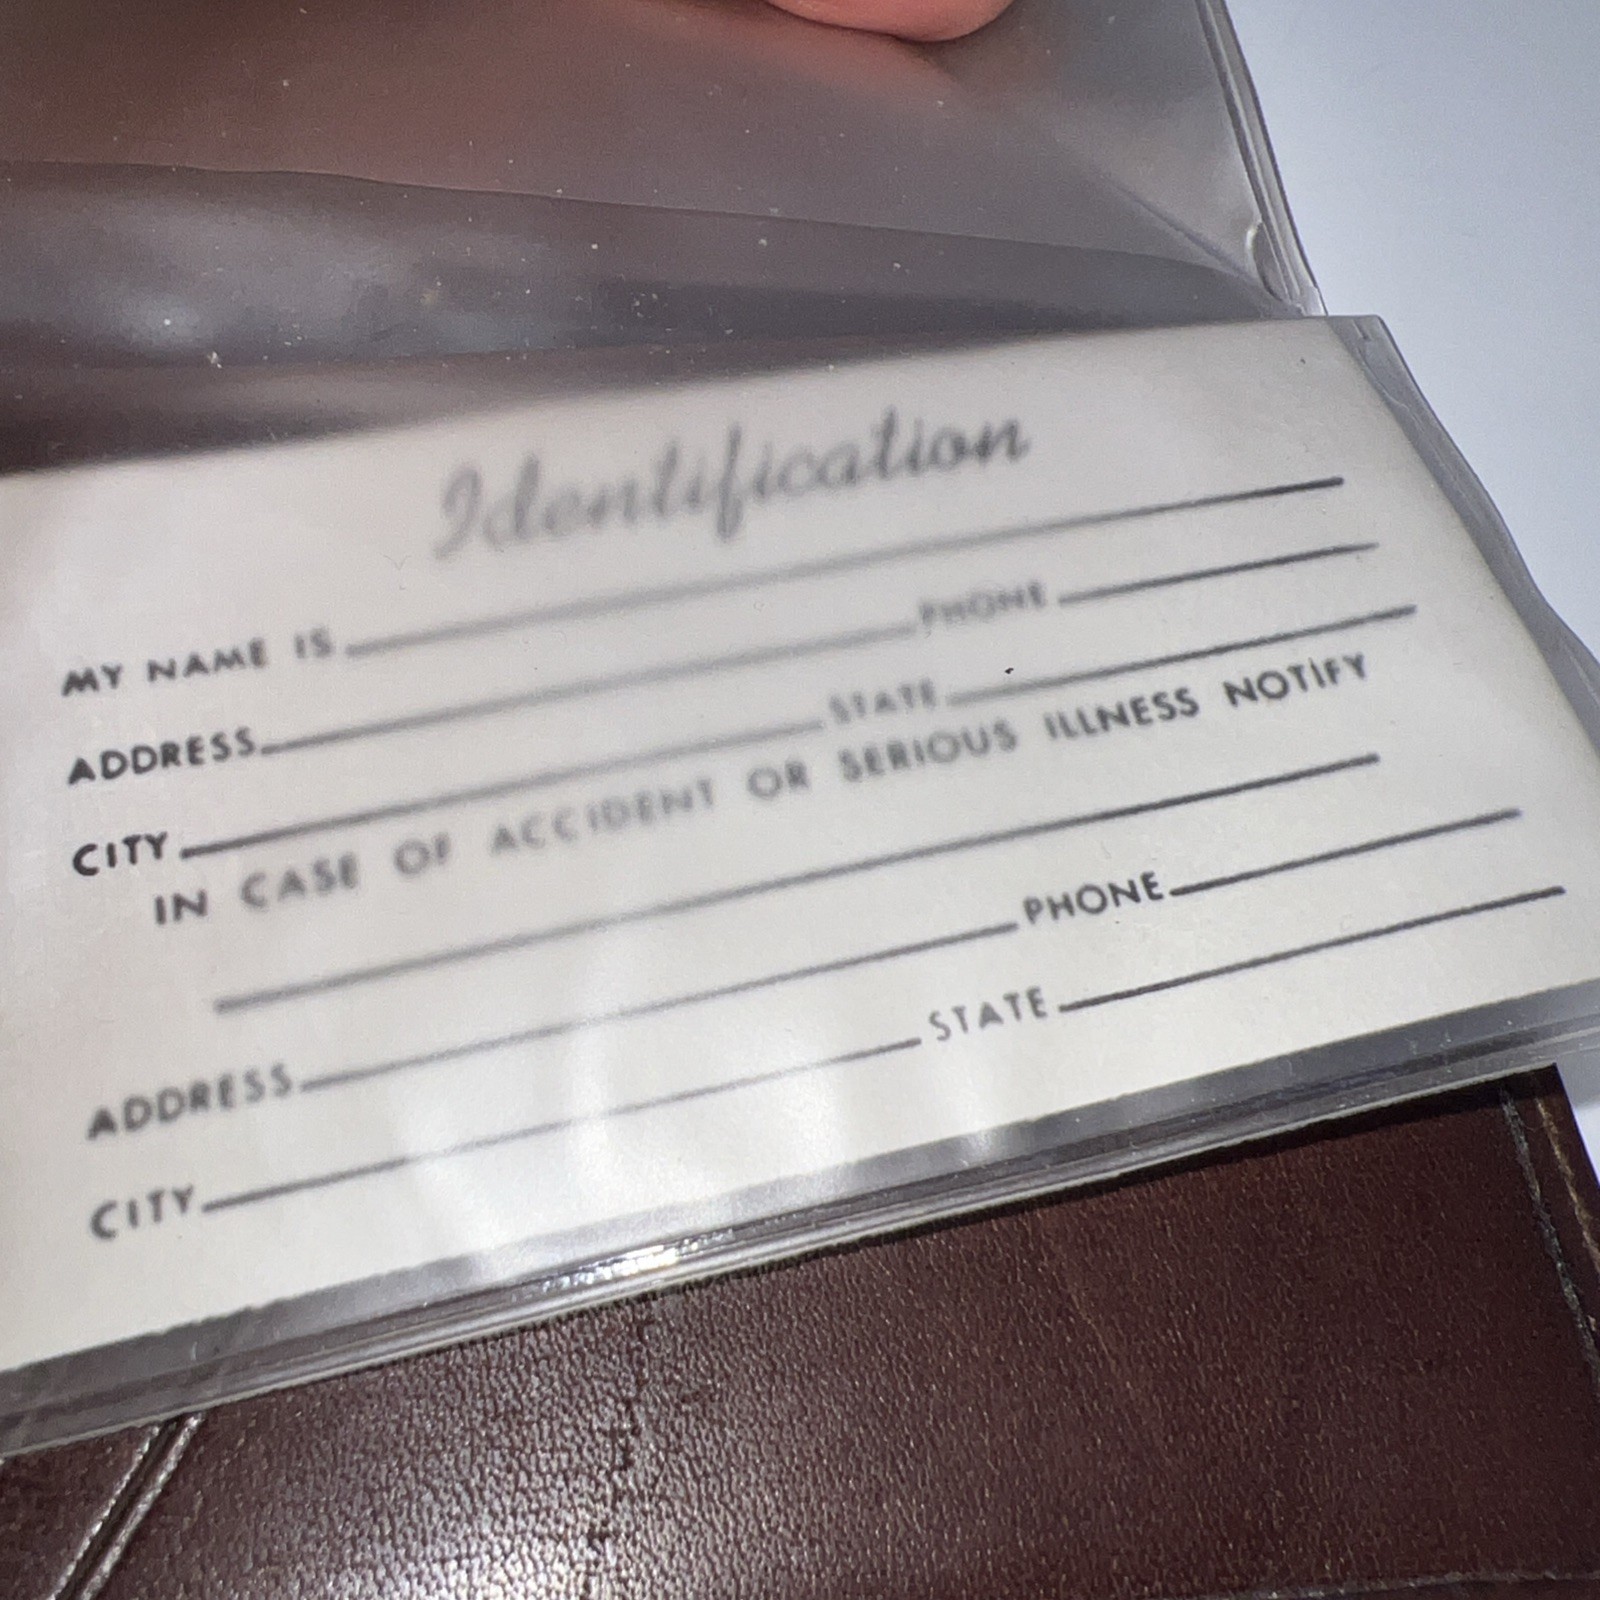 Identification
MY NAME IS
ADDRESS PHONE
CITY STATE
IN CASE OF ACCIDENT OR SERIOUS ILLNESS NOTIFY
ADDRESS PHONE
CITY STATE